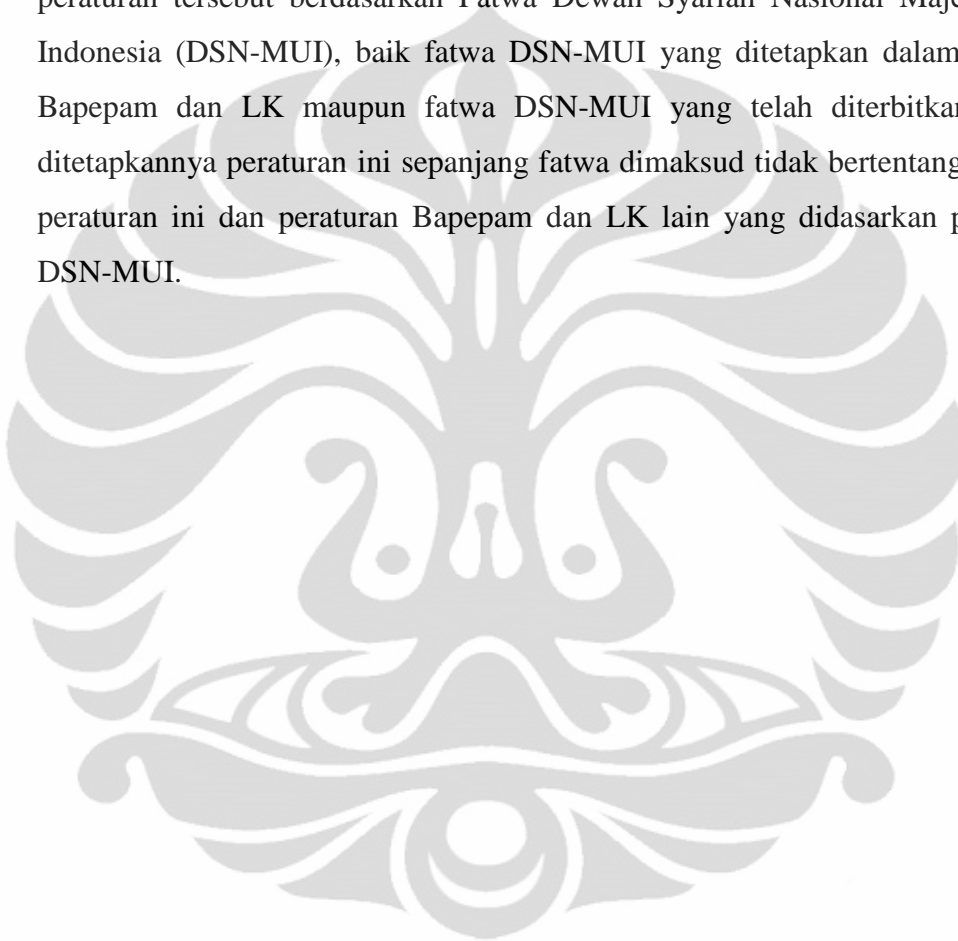 peraturan tersebut berdasarkan Fatwa Dewan Syariah Nasional
Indonesia (DSN-MUI), baik fatwa DSN-MUI yang ditetapkan dalam
Bapepam dan LK maupun fatwa DSN-MUI yang telah diterbitkan
ditetapkannya peraturan ini sepanjang fatwa dimaksud tidak
peraturan ini dan peraturan Bapepam dan LK lain yang didasarkan
DSN-MUI.